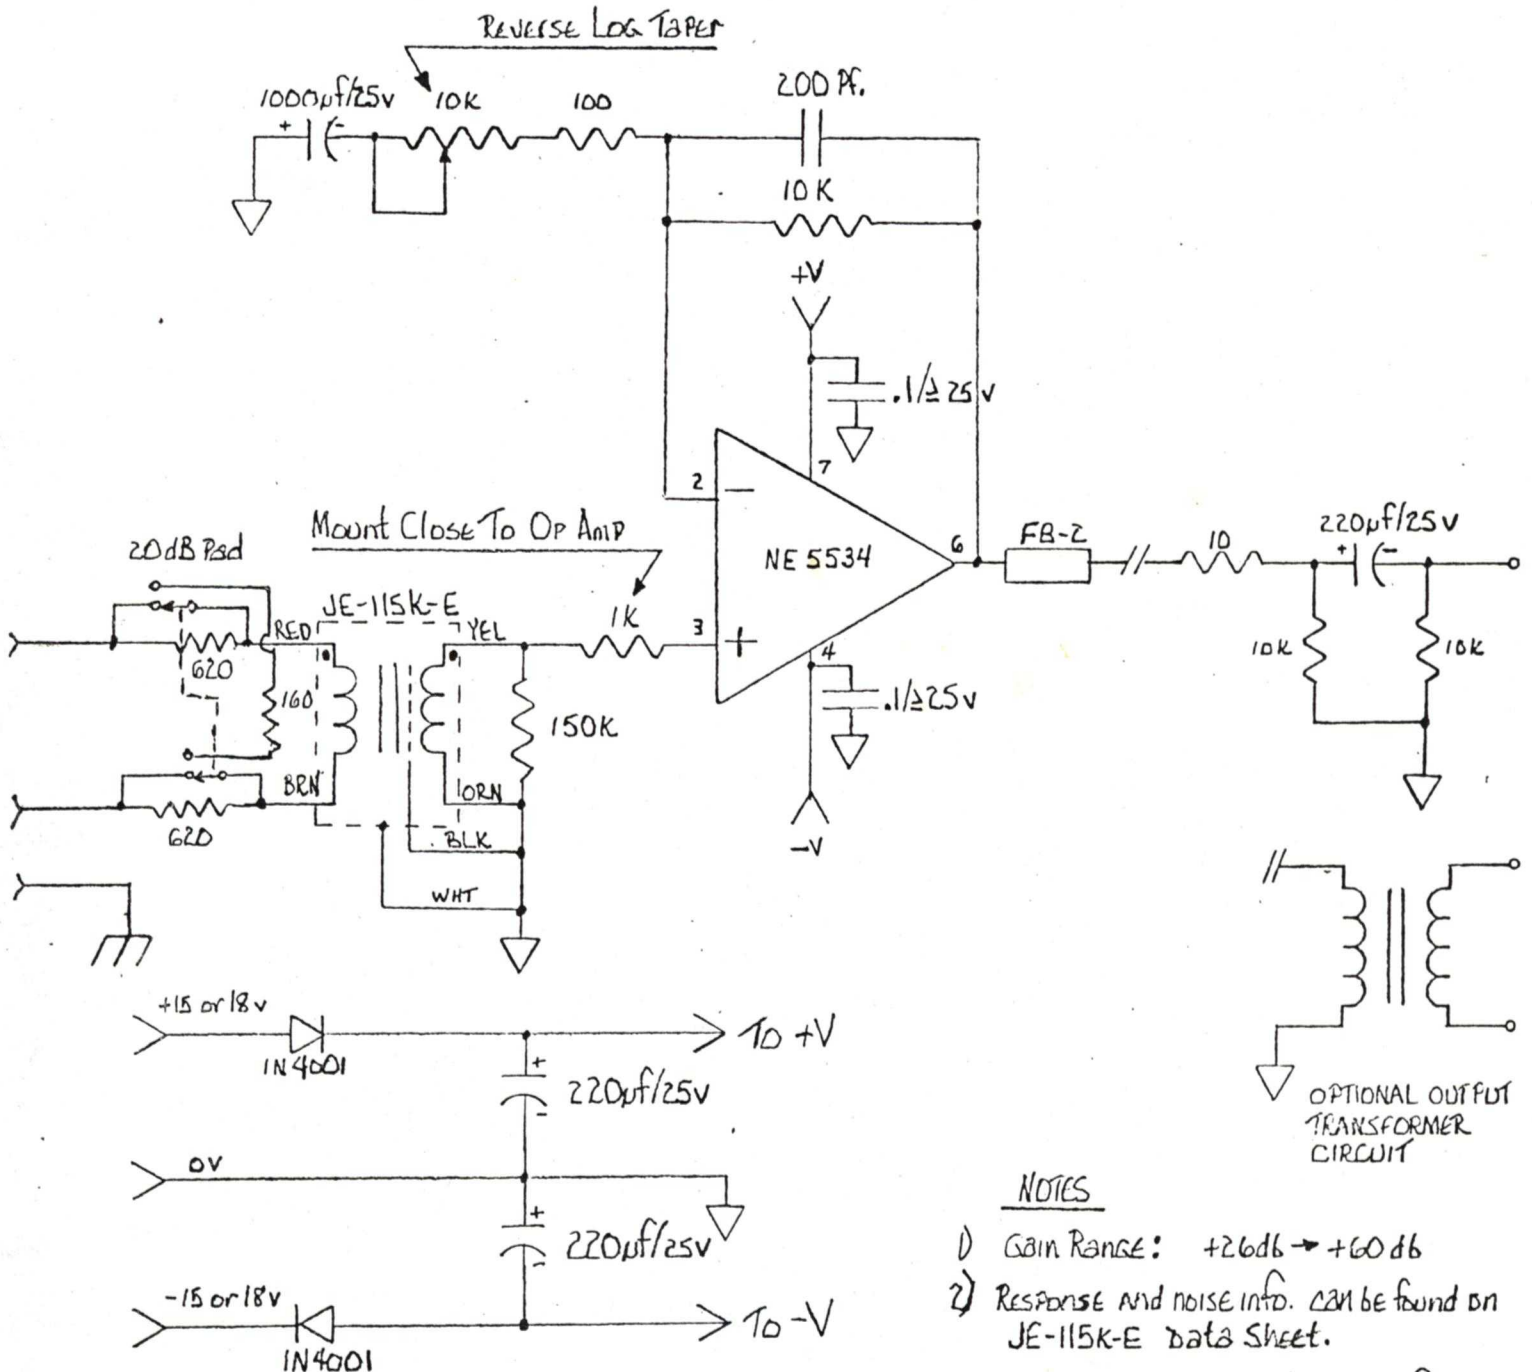 Reverse Log Taper
1000µf/25v
10K
100
200 Pf.
+
-
10K
+V
.1/≥25v
7
2
−
Mount Close To Op Amp
NE5534
6
FB-2
10
220µf/25v
+
-
20dB Pad
JE-115K-E
RED
YEL
1K
3
+
4
620
160
150K
.1/≥25v
10K
10K
BRN
ORN
620
BLK
−V
WHT
+15 or 18v
1N4001
To +V
+
220µf/25v
-
OPTIONAL OUTPUT
TRANSFORMER
CIRCUIT
0V
+
220µf/25v
-
-15 or 18v
1N4001
To −V
NOTES
1) Gain Range: +26db → +60db
2) Response and noise info. can be found on
JE-115K-E Data Sheet.